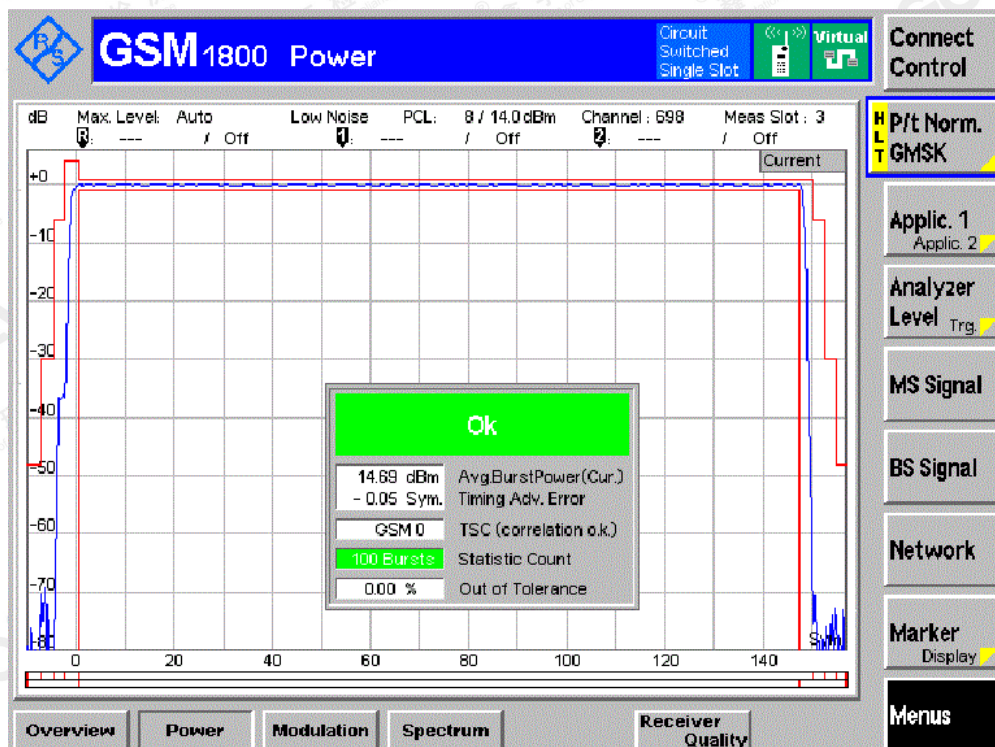 R/S
GSM 1800 Power
Circuit
Switched
Single Slot
Virtual
Connect
Control
dB Max. Level: Auto Low Noise PCL: 8 / 14.0 dBm Channel : 698 Meas Slot : 3
R: --- / Off 1: --- / Off 2: --- / Off
Current
H
L
T
P/t Norm.
GMSK
Applic. 1
Applic. 2
Analyzer
Level Trg.
MS Signal
BS Signal
Network
Marker
Display
Menus
+0
-10
-20
-30
-40
-50
-60
-70
-8
Ok
14.69 dBm Avg.BurstPower(Cur.)
- 0.05 Sym. Timing Adv. Error
GSM 0 TSC (correlation o.k.)
100 Bursts Statistic Count
0.00 % Out of Tolerance
0 20 40 60 80 100 120 140
Overview Power Modulation Spectrum Receiver
Quality